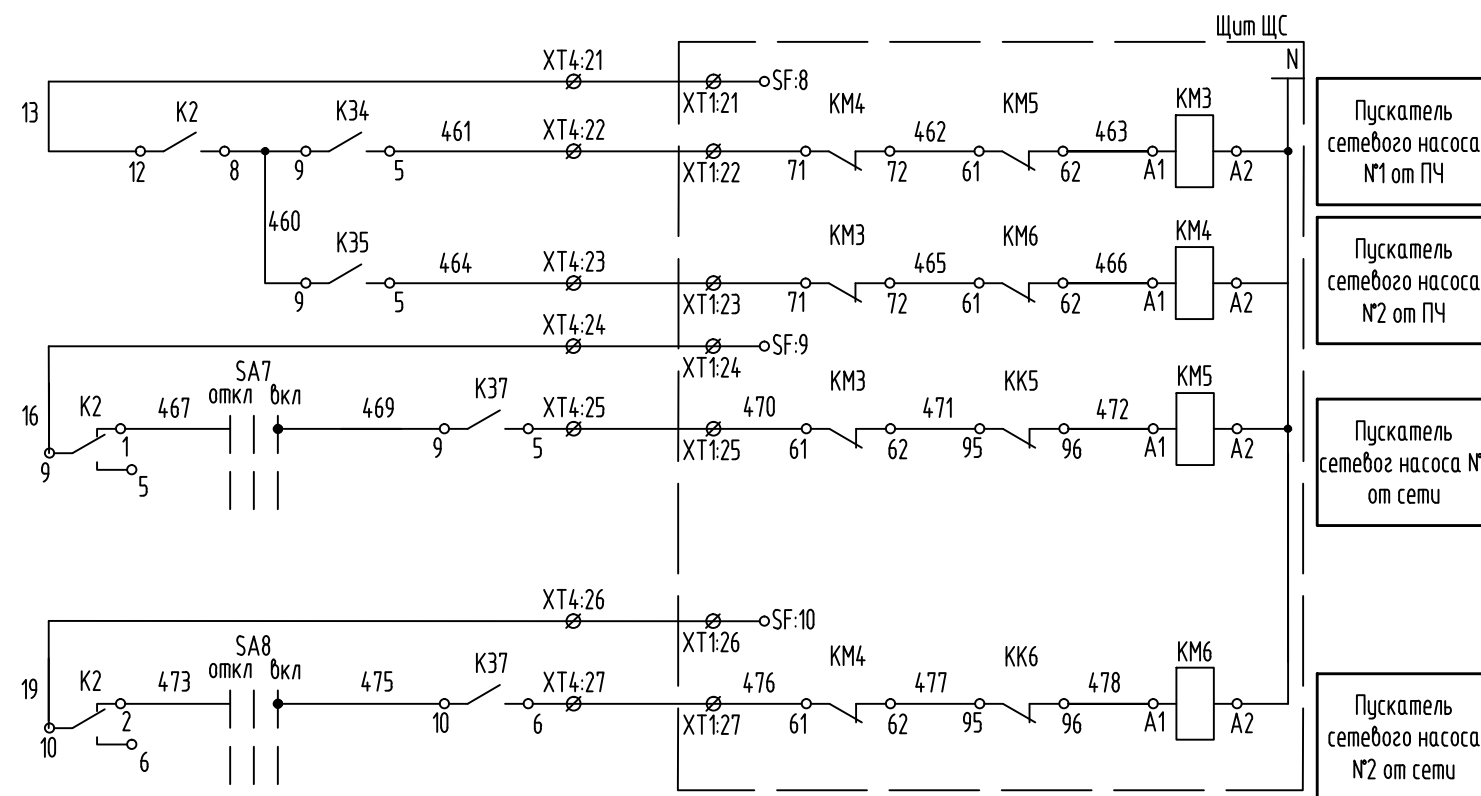 Щит ЩС
N
XT4:21
SF:8
XT1:21
13
K2
K34
461
XT4:22
KM4
462
KM5
463
KM3
12
8
9
5
XT1:22
71
72
61
62
A1
A2
Пускатель
сетевого насоса
№1 от ПЧ
460
K35
464
XT4:23
KM3
465
KM6
466
KM4
9
5
XT1:23
71
72
61
62
A1
A2
Пускатель
сетевого насоса
№2 от ПЧ
XT4:24
SF:9
XT1:24
16
K2
467
SA7
откл
вкл
469
K37
XT4:25
470
KM3
471
KK5
472
KM5
9
1
5
9
5
XT1:25
61
62
95
96
A1
A2
Пускатель
сетевог насоса №
от сети
XT4:26
SF:10
XT1:26
19
K2
473
SA8
откл
вкл
475
K37
XT4:27
476
KM4
477
KK6
478
KM6
10
2
6
10
6
XT1:27
61
62
95
96
A1
A2
Пускатель
сетевого насоса
№2 от сети